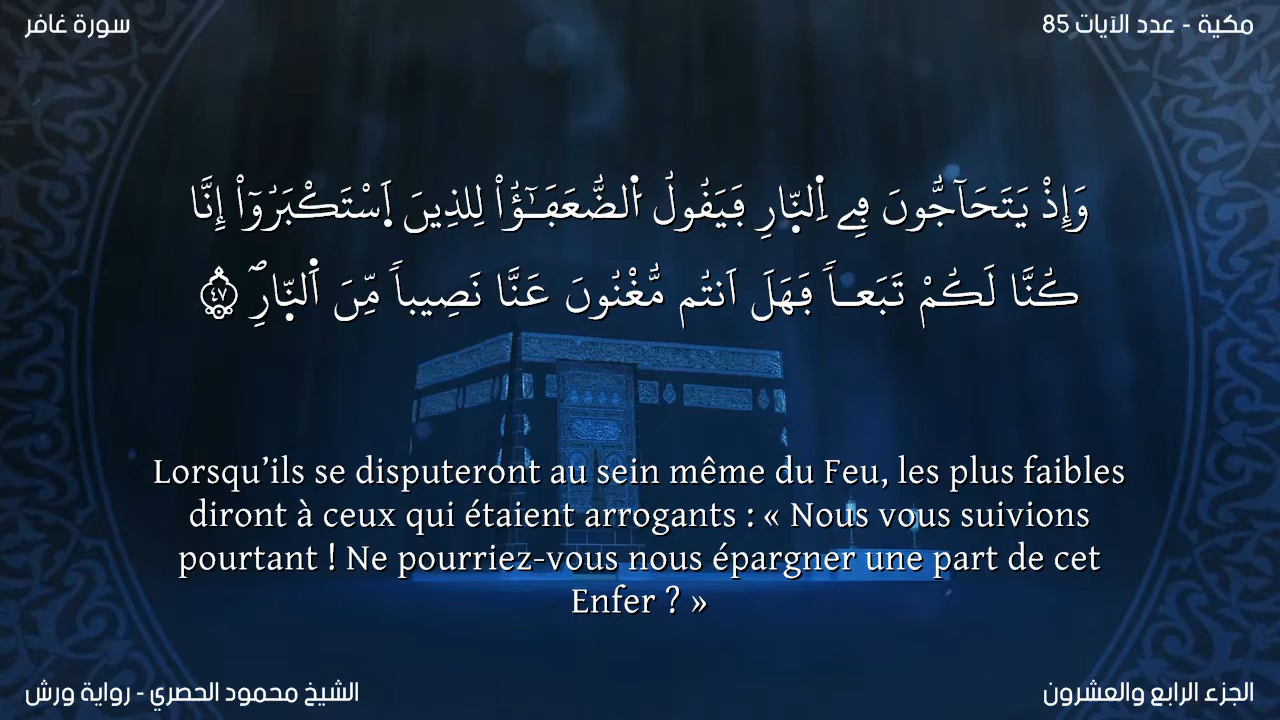 سورة غافر
مكية - عدد الآيات 85
وَإِذْ يَتَحَآجُّونَ فِے اِ۬لنّ۪ارِ فَيَقُولُ اُ۬لضُّعَفَٰٓؤُاْ لِلذِينَ اَ۪سْتَكْبَرُوٓاْ إِنَّا
كُنَّا لَكُمْ تَبَعاٗ فَهَلَ اَنتُم مُّغْنُونَ عَنَّا نَصِيباٗ مِّنَ اَ۬لنّ۪ارِۖ ٤٧
Lorsqu’ils se disputeront au sein même du Feu, les plus faibles
diront à ceux qui étaient arrogants : « Nous vous suivions
pourtant ! Ne pourriez-vous nous épargner une part de cet
Enfer ? »
الشيخ محمود الحصري - رواية ورش
الجزء الرابع والعشرون